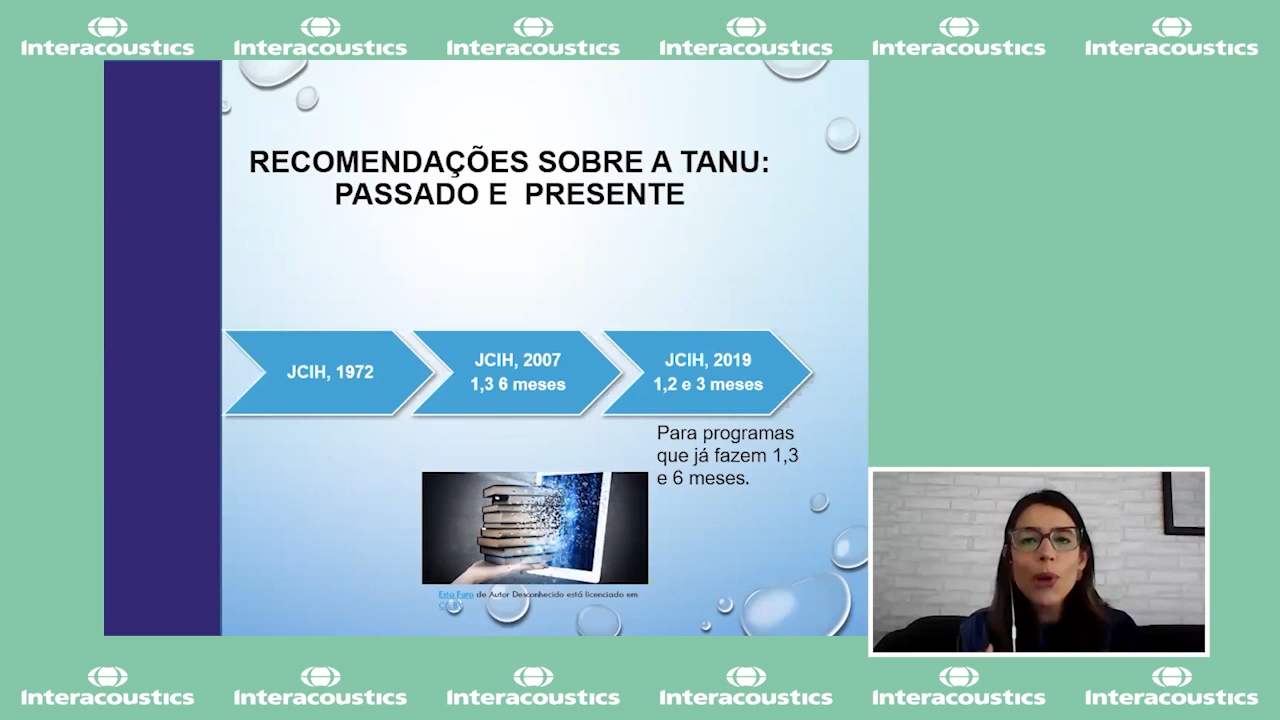 Interacoustics Interacoustics Interacoustics Interacoustics Interacoustics Interacoustics
RECOMENDAÇÕES SOBRE A TANU:
PASSADO E PRESENTE
JCIH, 1972
JCIH, 2007
1,3 6 meses
JCIH, 2019
1,2 e 3 meses
Para programas
que já fazem 1,3
e 6 meses.
Esta Foto de Autor Desconhecido está licenciado em
Interacoustics Interacoustics Interacoustics Interacoustics Interacoustics Interacoustics